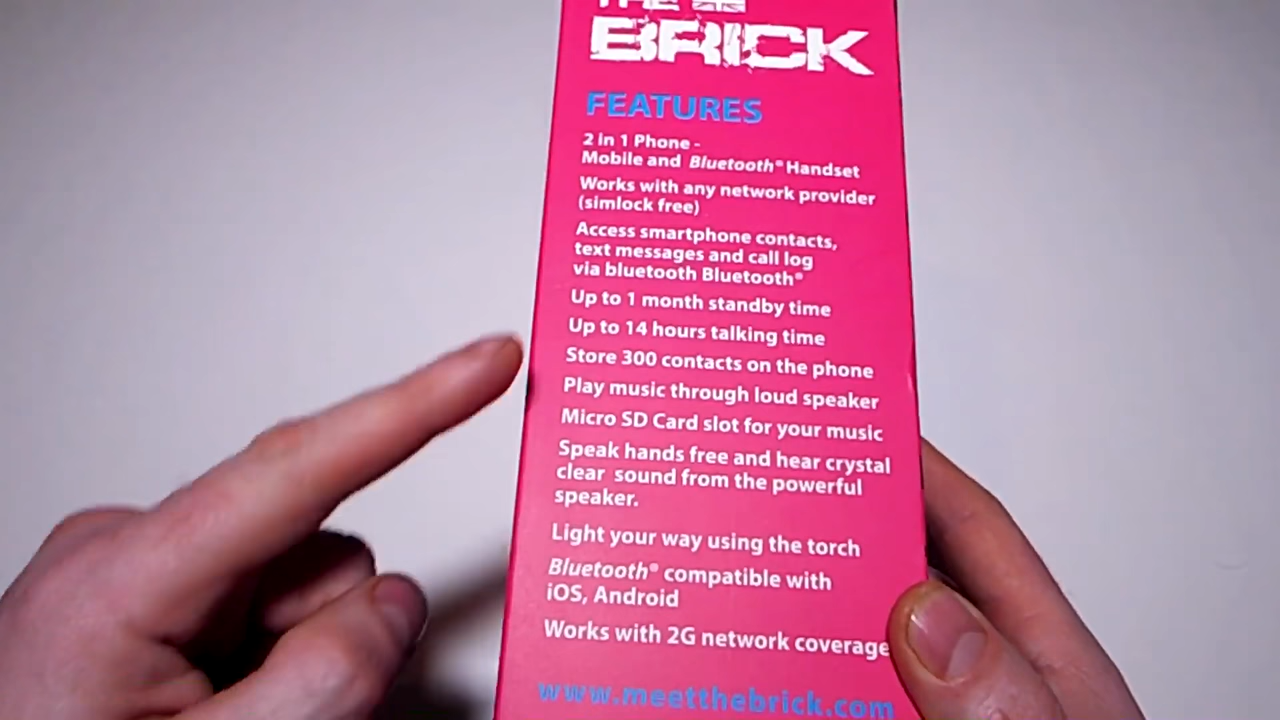 THE
BRICK
FEATURES
2 in 1 Phone -
Mobile and Bluetooth® Handset
Works with any network provider
(simlock free)
Access smartphone contacts,
text messages and call log
via bluetooth Bluetooth®
Up to 1 month standby time
Up to 14 hours talking time
Store 300 contacts on the phone
Play music through loud speaker
Micro SD Card slot for your music
Speak hands free and hear crystal
clear sound from the powerful
speaker.
Light your way using the torch
Bluetooth® compatible with
iOS, Android
Works with 2G network coverage
www.meetthebrick.com